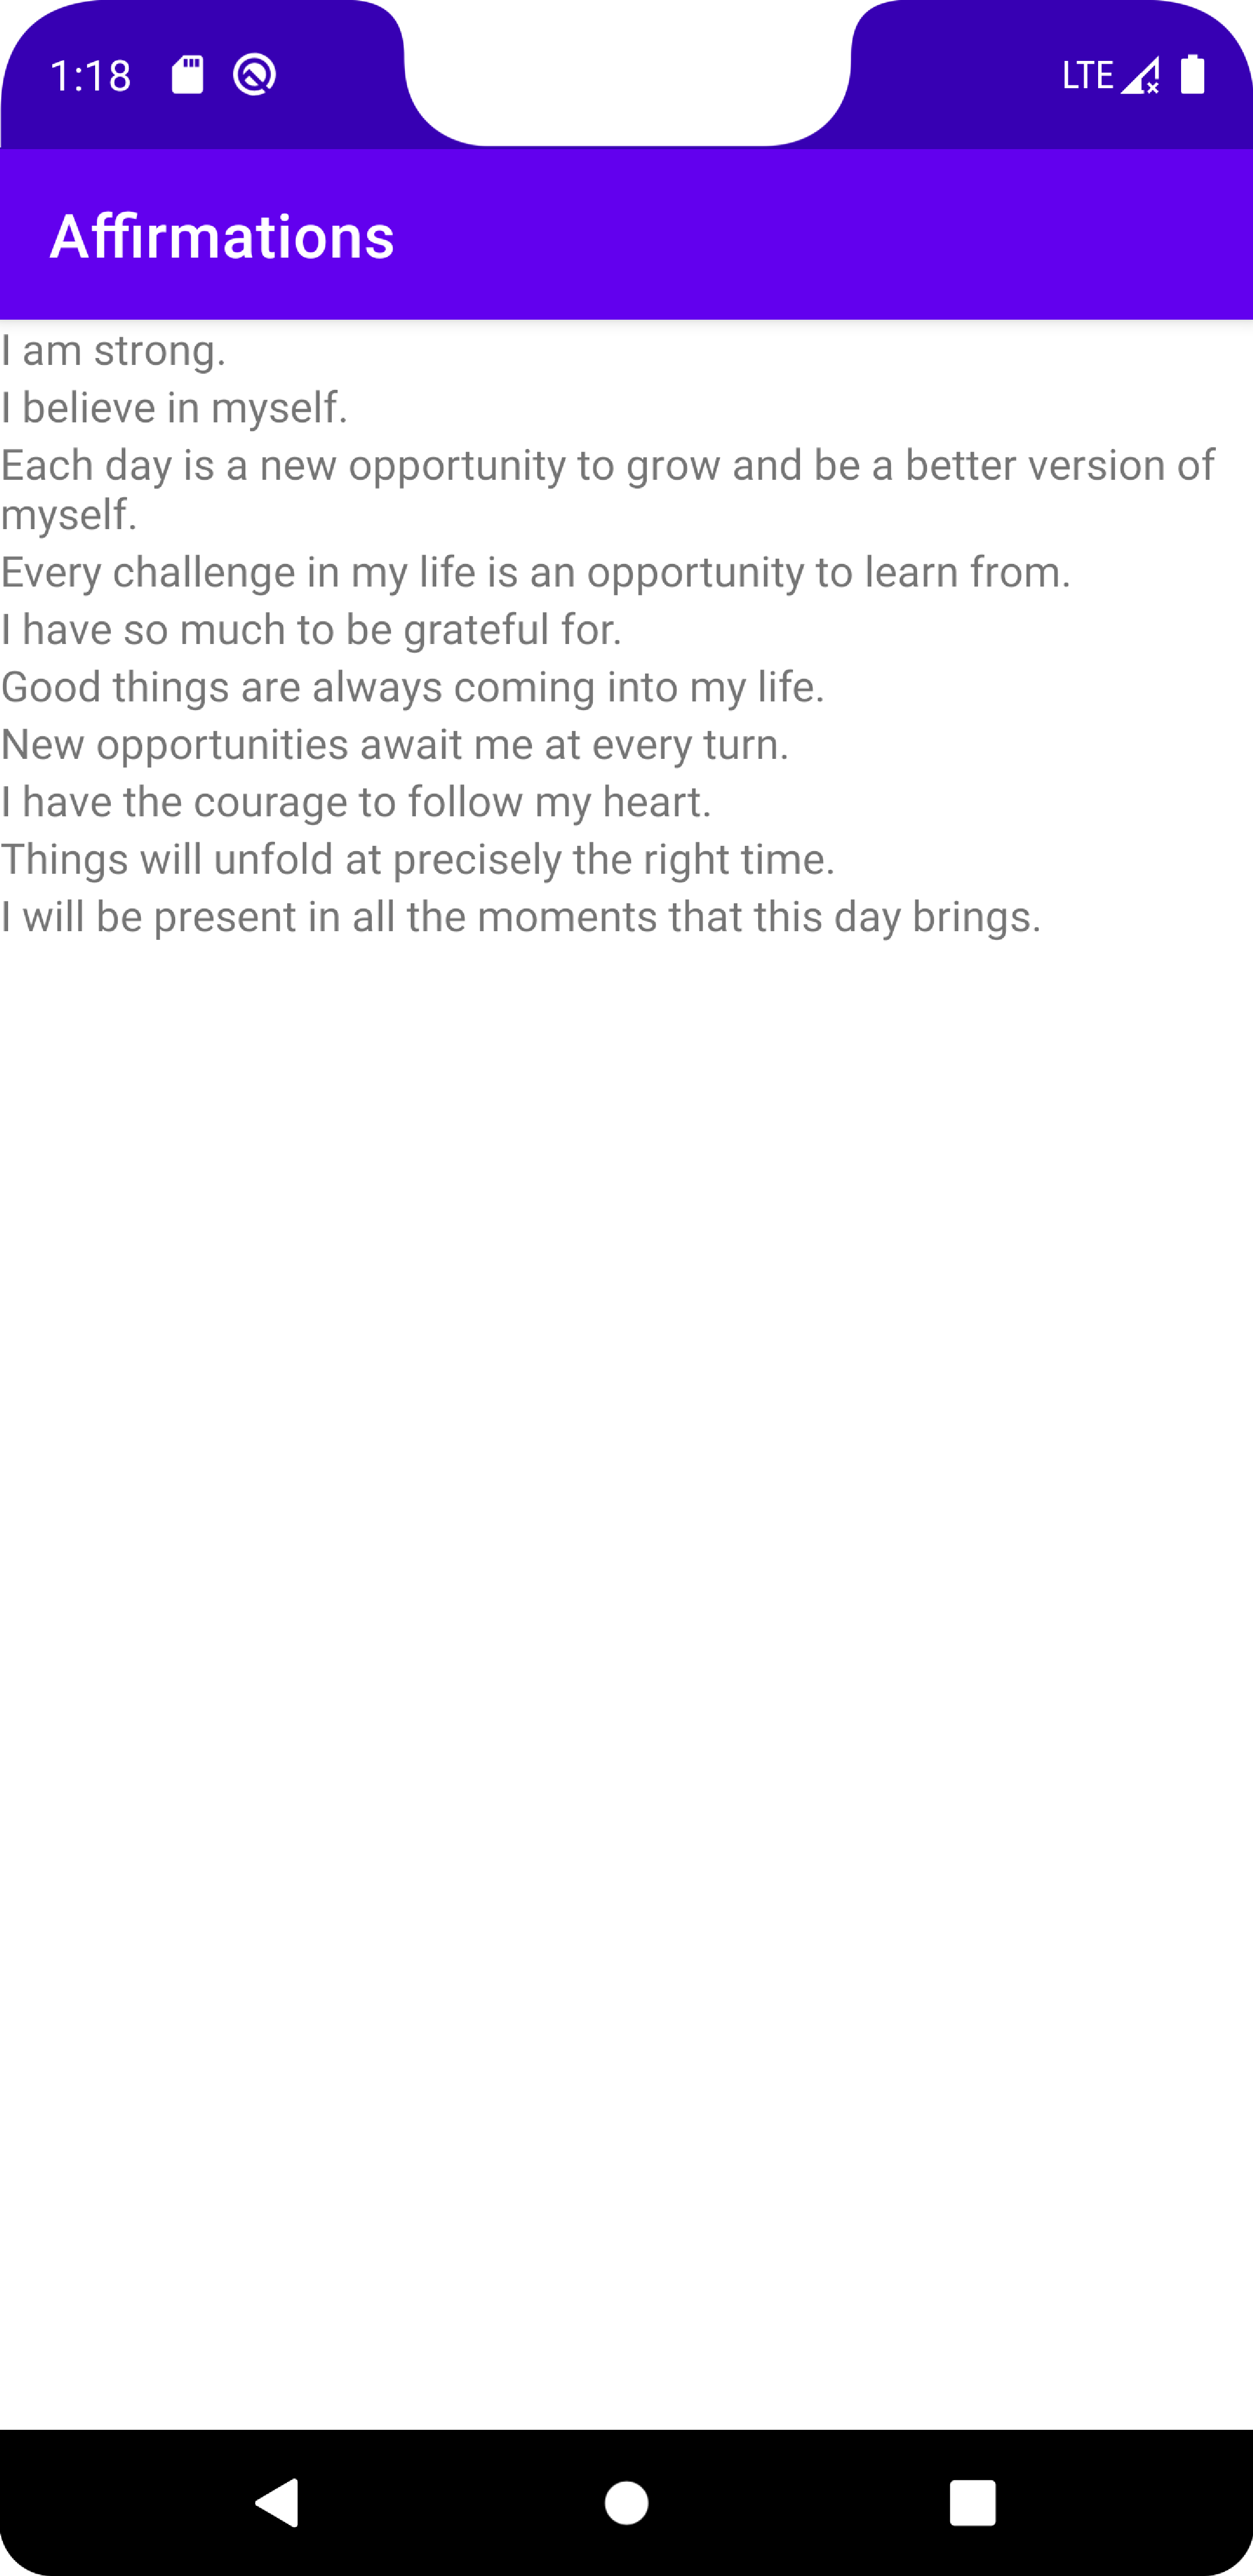 1:18 LTE
Affirmations
I am strong.
I believe in myself.
Each day is a new opportunity to grow and be a better version of
myself.
Every challenge in my life is an opportunity to learn from.
I have so much to be grateful for.
Good things are always coming into my life.
New opportunities await me at every turn.
I have the courage to follow my heart.
Things will unfold at precisely the right time.
I will be present in all the moments that this day brings.